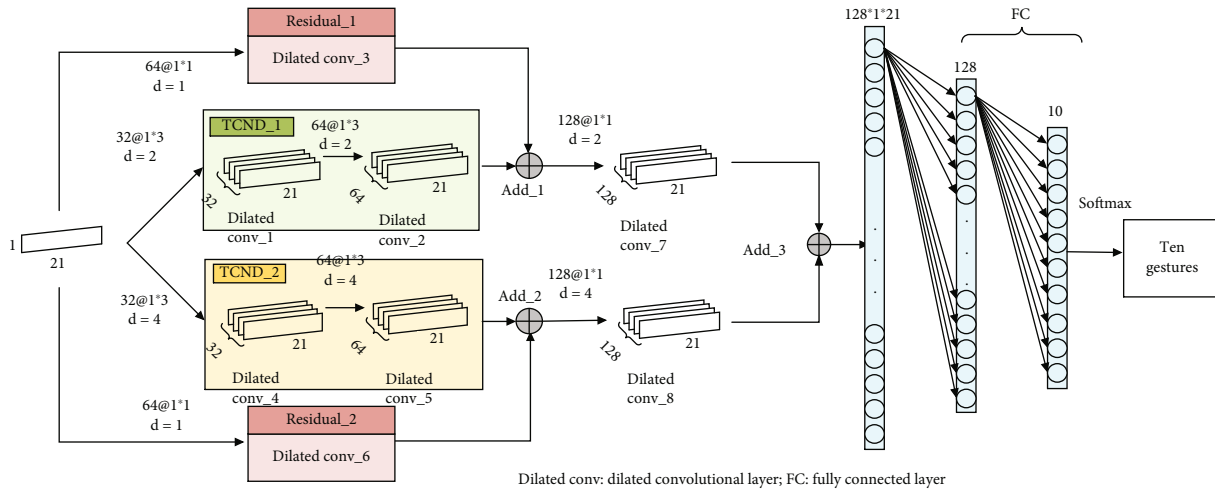 Residual_1
Dilated conv_3
64@1*1
d = 1
128*1*21
FC
128
10
TCND_1
32@1*3
d = 2
64@1*3
d = 2
32
21
64
21
Dilated
conv_1
Dilated
conv_2
Add_1
128@1*1
d = 2
128
21
Dilated
conv_7
1
21
Add_3
Softmax
Ten
gestures
TCND_2
32@1*3
d = 4
64@1*3
d = 4
32
21
64
21
Dilated
conv_4
Dilated
conv_5
Add_2
128@1*1
d = 4
128
21
Dilated
conv_8
64@1*1
d = 1
Residual_2
Dilated conv_6
Dilated conv: dilated convolutional layer; FC: fully connected layer